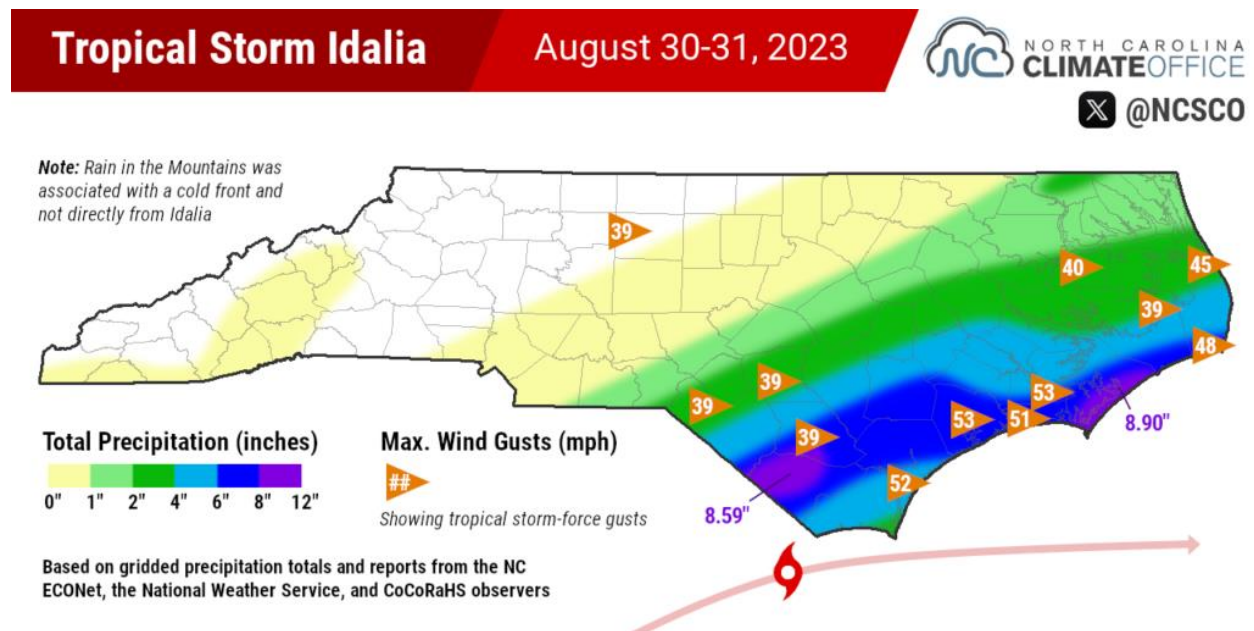 Tropical Storm Idalia
August 30-31, 2023
NC
NORTH CAROLINA
CLIMATEOFFICE
X @NCSCO
Note: Rain in the Mountains was
associated with a cold front and
not directly from Idalia
39
40
45
39
48
39
39
53
53
51
39
8.90"
52
8.59"
Total Precipitation (inches)
0" 1" 2" 4" 6" 8" 12"
Max. Wind Gusts (mph)
##
Showing tropical storm-force gusts
Based on gridded precipitation totals and reports from the NC
ECONet, the National Weather Service, and CoCoRaHS observers